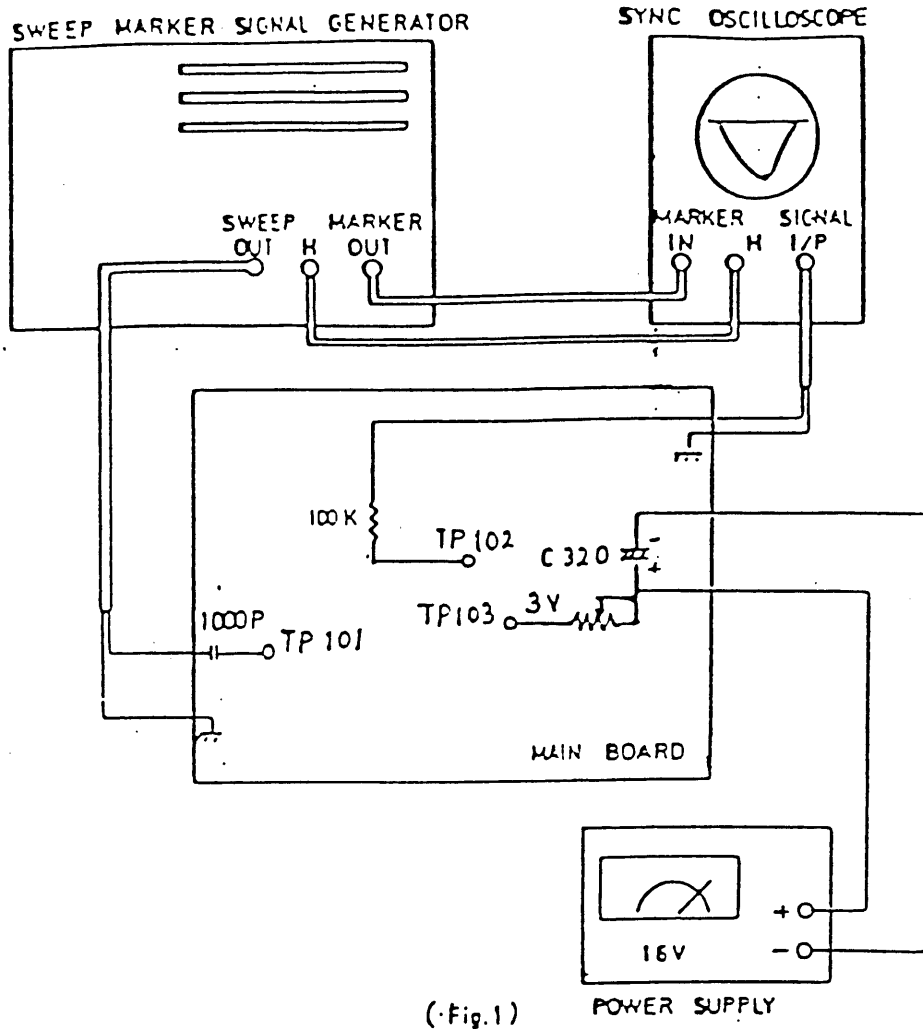 SWEEP MARKER SIGNAL GENERATOR
SYNC OSCILLOSCOPE
SWEEP OUT
H
MARKER OUT
MARKER IN
H
SIGNAL I/P
100K
TP102
C320
-
+
TP103
3V
1000P
TP101
MAIN BOARD
+
-
16V
(Fig.1)
POWER SUPPLY